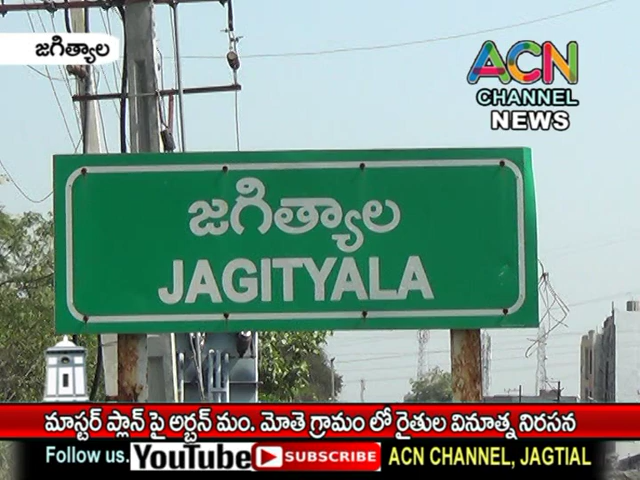 జగిత్యాల
ACN
CHANNEL
NEWS
జగిత్యాల
JAGITYALA
మాస్టర్ ప్లాన్ పై అర్బన్ మం. మోతె గ్రామం లో రైతుల వినూత్న నిరసన
Follow us. YouTube SUBSCRIBE ACN CHANNEL, JAGTIAL